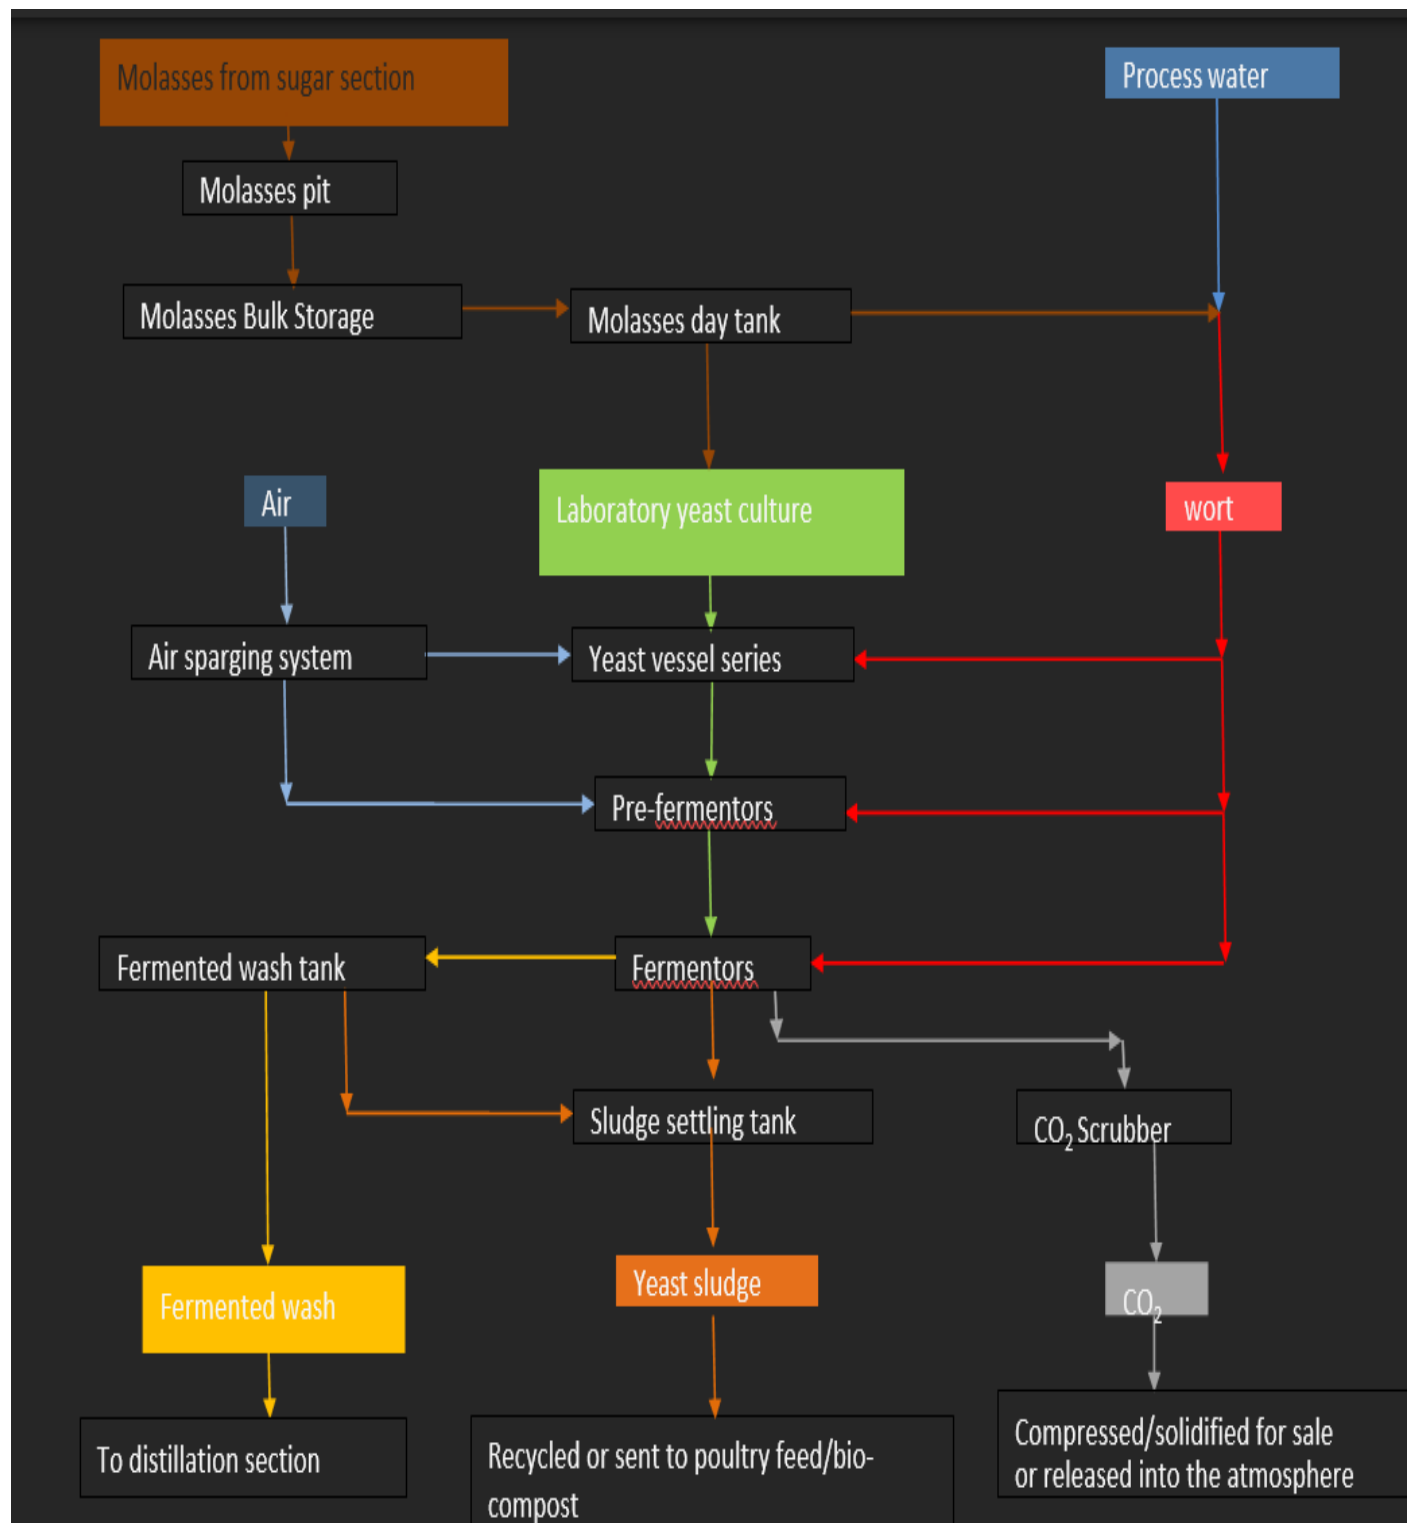 Molasses from sugar section
Process water
Molasses pit
Molasses Bulk Storage
Molasses day tank
Air
Laboratory yeast culture
wort
Air sparging system
Yeast vessel series
Pre-fermentors
Fermented wash tank
Fermentors
Sludge settling tank
CO₂ Scrubber
Fermented wash
Yeast sludge
CO₂
To distillation section
Recycled or sent to poultry feed/bio-
compost
Compressed/solidified for sale
or released into the atmosphere